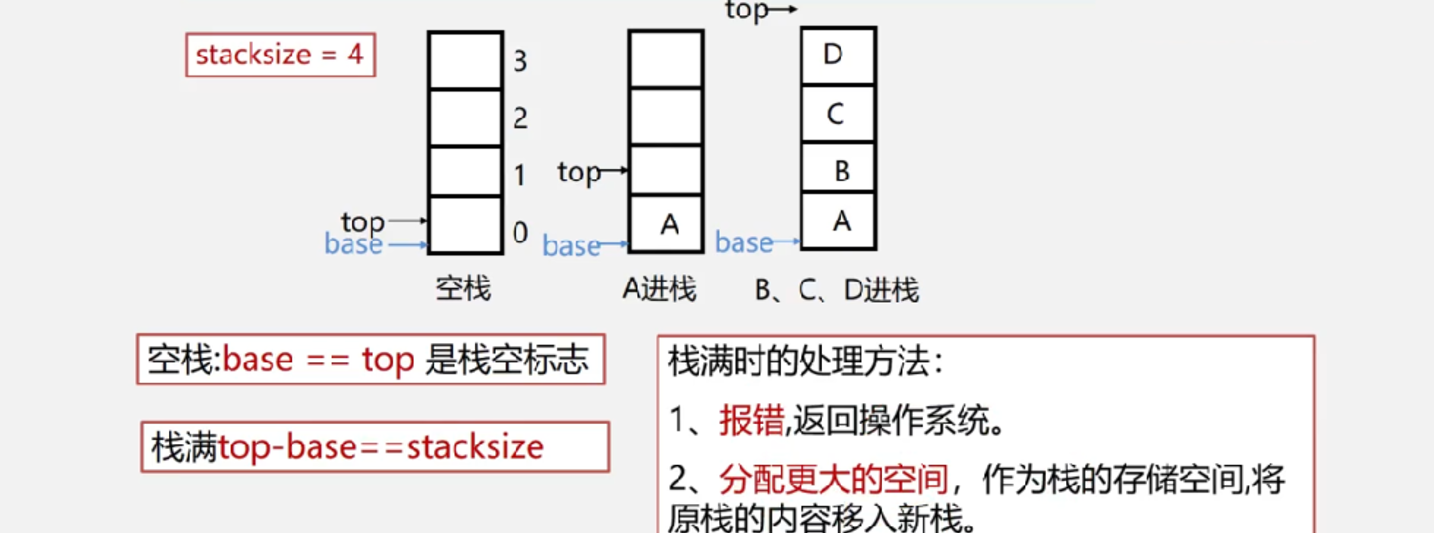 top
stacksize = 4
3
D
2
C
1
top
B
top
0
A
A
base
base
base
空栈
A进栈
B、C、D进栈
空栈:base == top 是栈空标志
栈满top-base==stacksize
栈满时的处理方法：
1、报错,返回操作系统。
2、分配更大的空间，作为栈的存储空间,将
原栈的内容移入新栈。